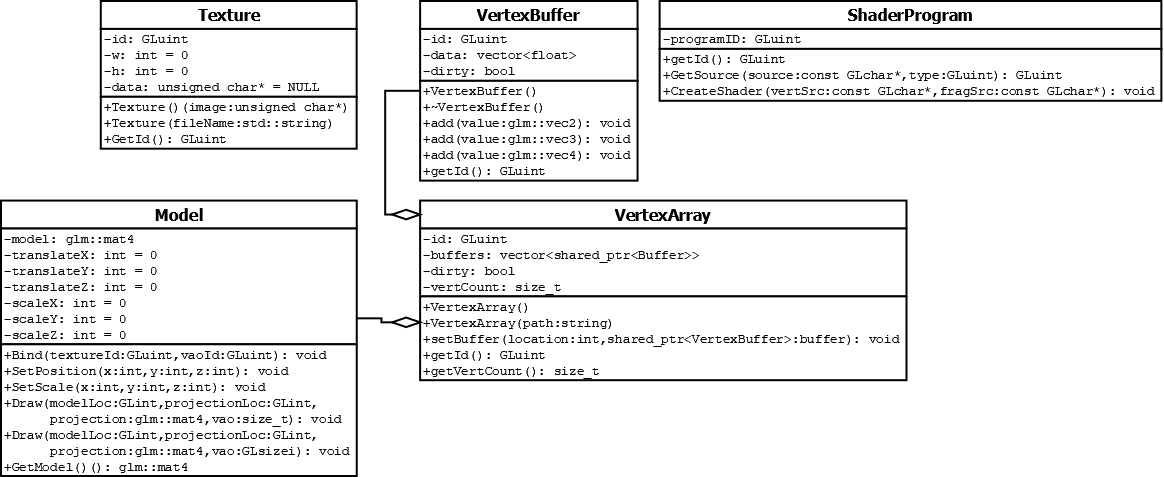 Texture
-id: GLuint
-w: int = 0
-h: int = 0
-data: unsigned char* = NULL
+Texture()(image:unsigned char*)
+Texture(fileName:std::string)
+GetId(): GLuint
VertexBuffer
-id: GLuint
-data: vector<float>
-dirty: bool
+VertexBuffer()
+~VertexBuffer()
+add(value:glm::vec2): void
+add(value:glm::vec3): void
+add(value:glm::vec4): void
+getId(): GLuint
ShaderProgram
-programID: GLuint
+getId(): GLuint
+GetSource(source:const GLchar*,type:GLuint): GLuint
+CreateShader(vertSrc:const GLchar*,fragSrc:const GLchar*): void
Model
-model: glm::mat4
-translateX: int = 0
-translateY: int = 0
-translateZ: int = 0
-scaleX: int = 0
-scaleY: int = 0
-scaleZ: int = 0
+Bind(textureId:GLuint,vaoId:GLuint): void
+SetPosition(x:int,y:int,z:int): void
+SetScale(x:int,y:int,z:int): void
+Draw(modelLoc:GLint,projectionLoc:GLint,
projection:glm::mat4,vao:size_t): void
+Draw(modelLoc:GLint,projectionLoc:GLint,
projection:glm::mat4,vao:GLsizei): void
+GetModel()(): glm::mat4
VertexArray
-id: GLuint
-buffers: vector<shared_ptr<Buffer>>
-dirty: bool
-vertCount: size_t
+VertexArray()
+VertexArray(path:string)
+setBuffer(location:int,shared_ptr<VertexBuffer>:buffer): void
+getId(): GLuint
+getVertCount(): size_t